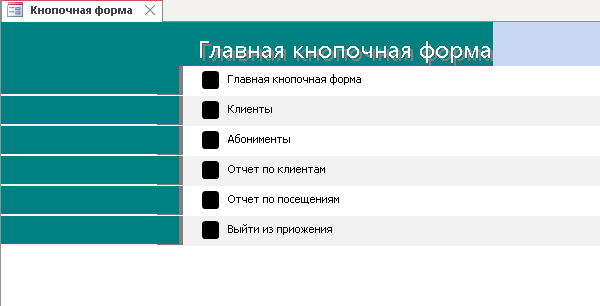 Кнопочная форма
Главная кнопочная форма
Главная кнопочная форма
Клиенты
Абонименты
Отчет по клиентам
Отчет по посещениям
Выйти из приожения